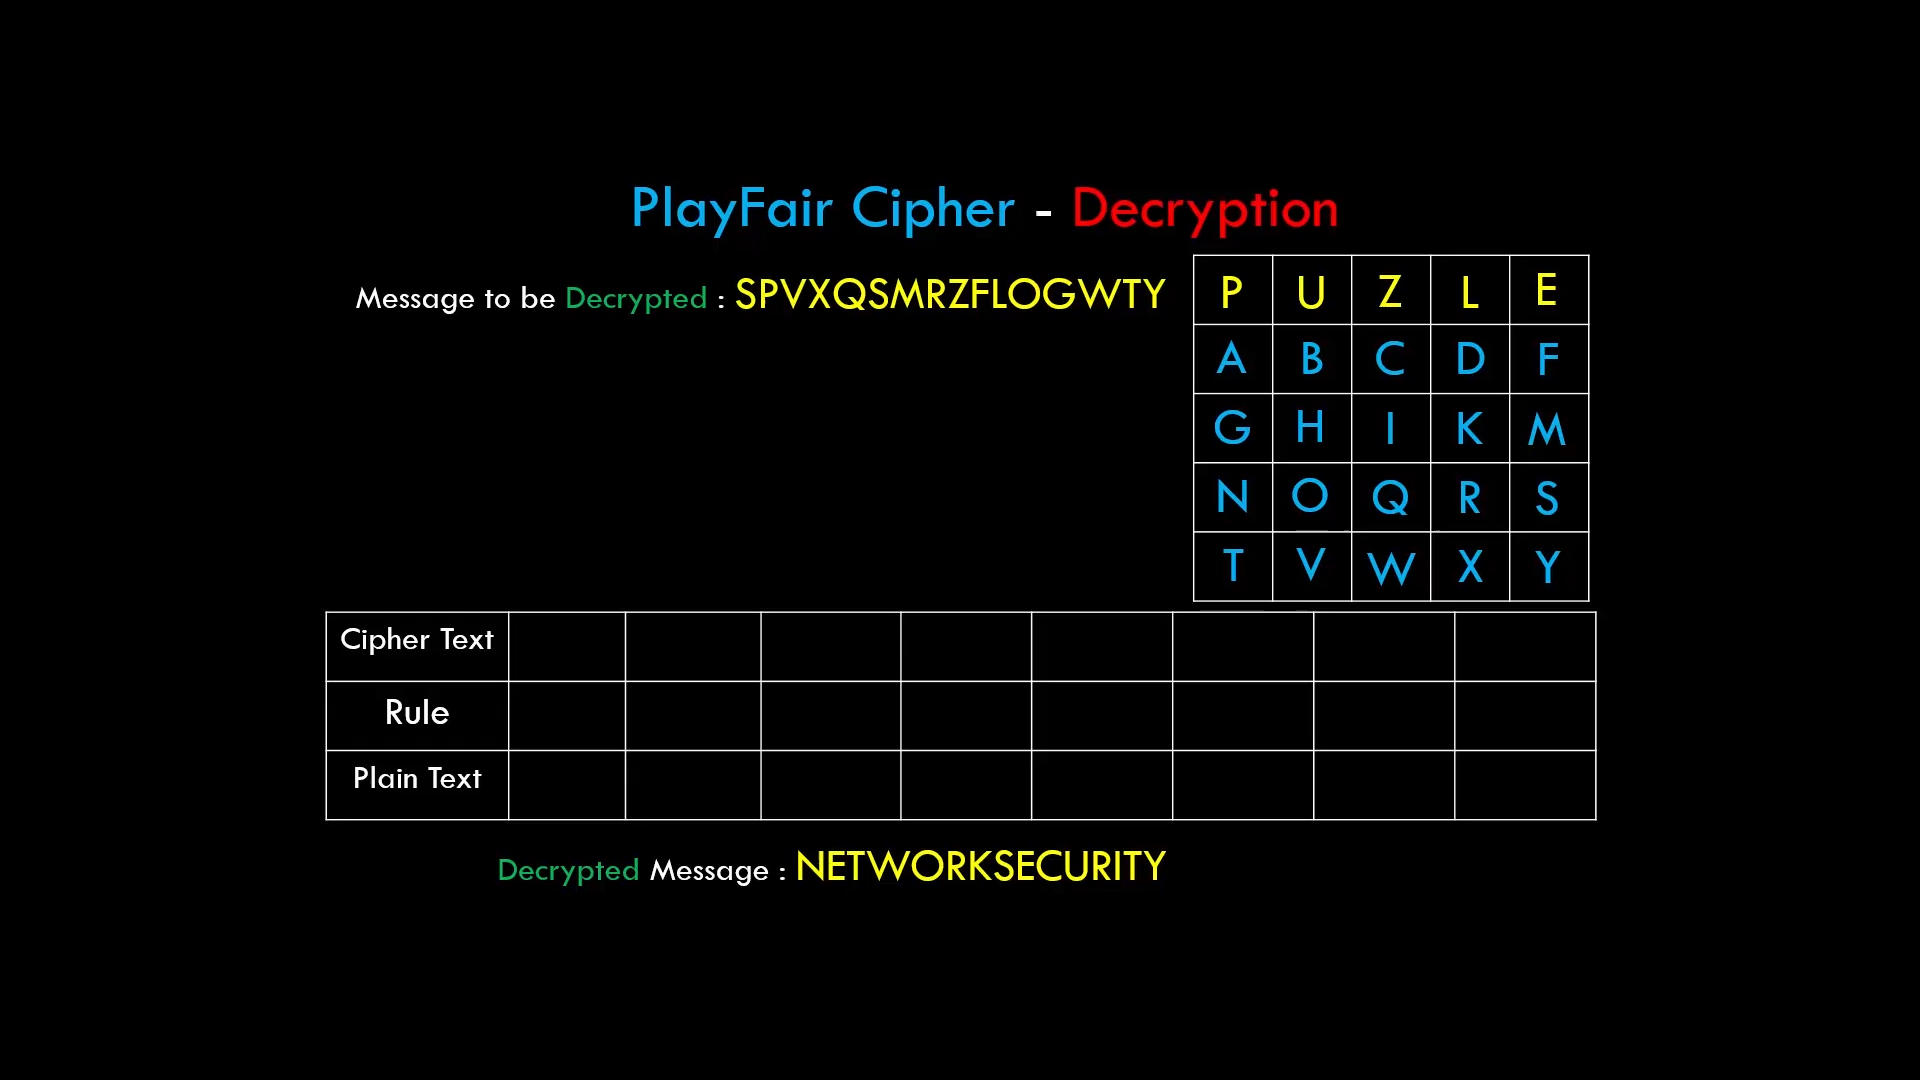 PlayFair Cipher - Decryption
Message to be Decrypted : SPVXQSMRZFLOGWTY
P U Z L E
A B C D F
G H I K M
N O Q R S
T V W X Y
Cipher Text
Rule
Plain Text
Decrypted Message : NETWORKSECURITY